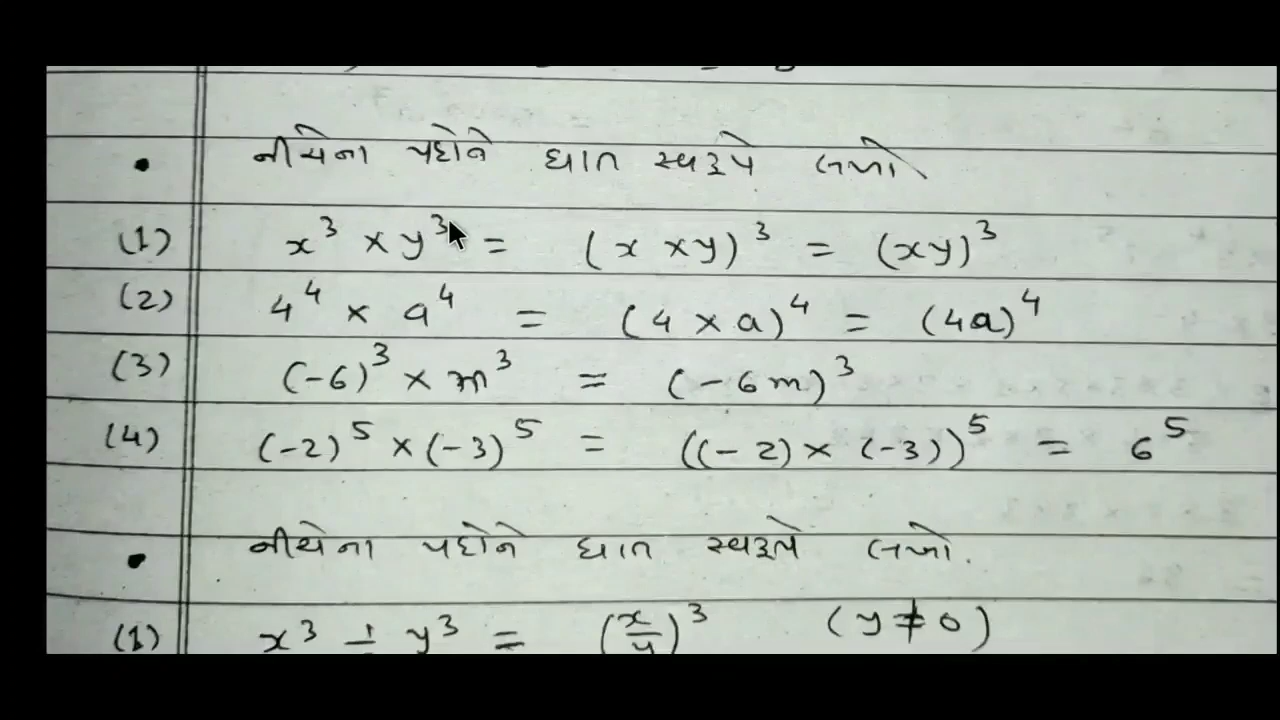 • નીચેના પદોને ઘાત સ્વરૂપે લખો
(1) x³ × y³ = (x × y)³ = (xy)³
(2) 4⁴ × a⁴ = (4 × a)⁴ = (4a)⁴
(3) (-6)³ × m³ = (-6m)³
(4) (-2)⁵ × (-3)⁵ = ((-2) × (-3))⁵ = 6⁵
• નીચેના પદોને ઘાત સ્વરૂપે લખો.
(1) x³ ÷ y³ = (x/y)³ (y ≠ 0)